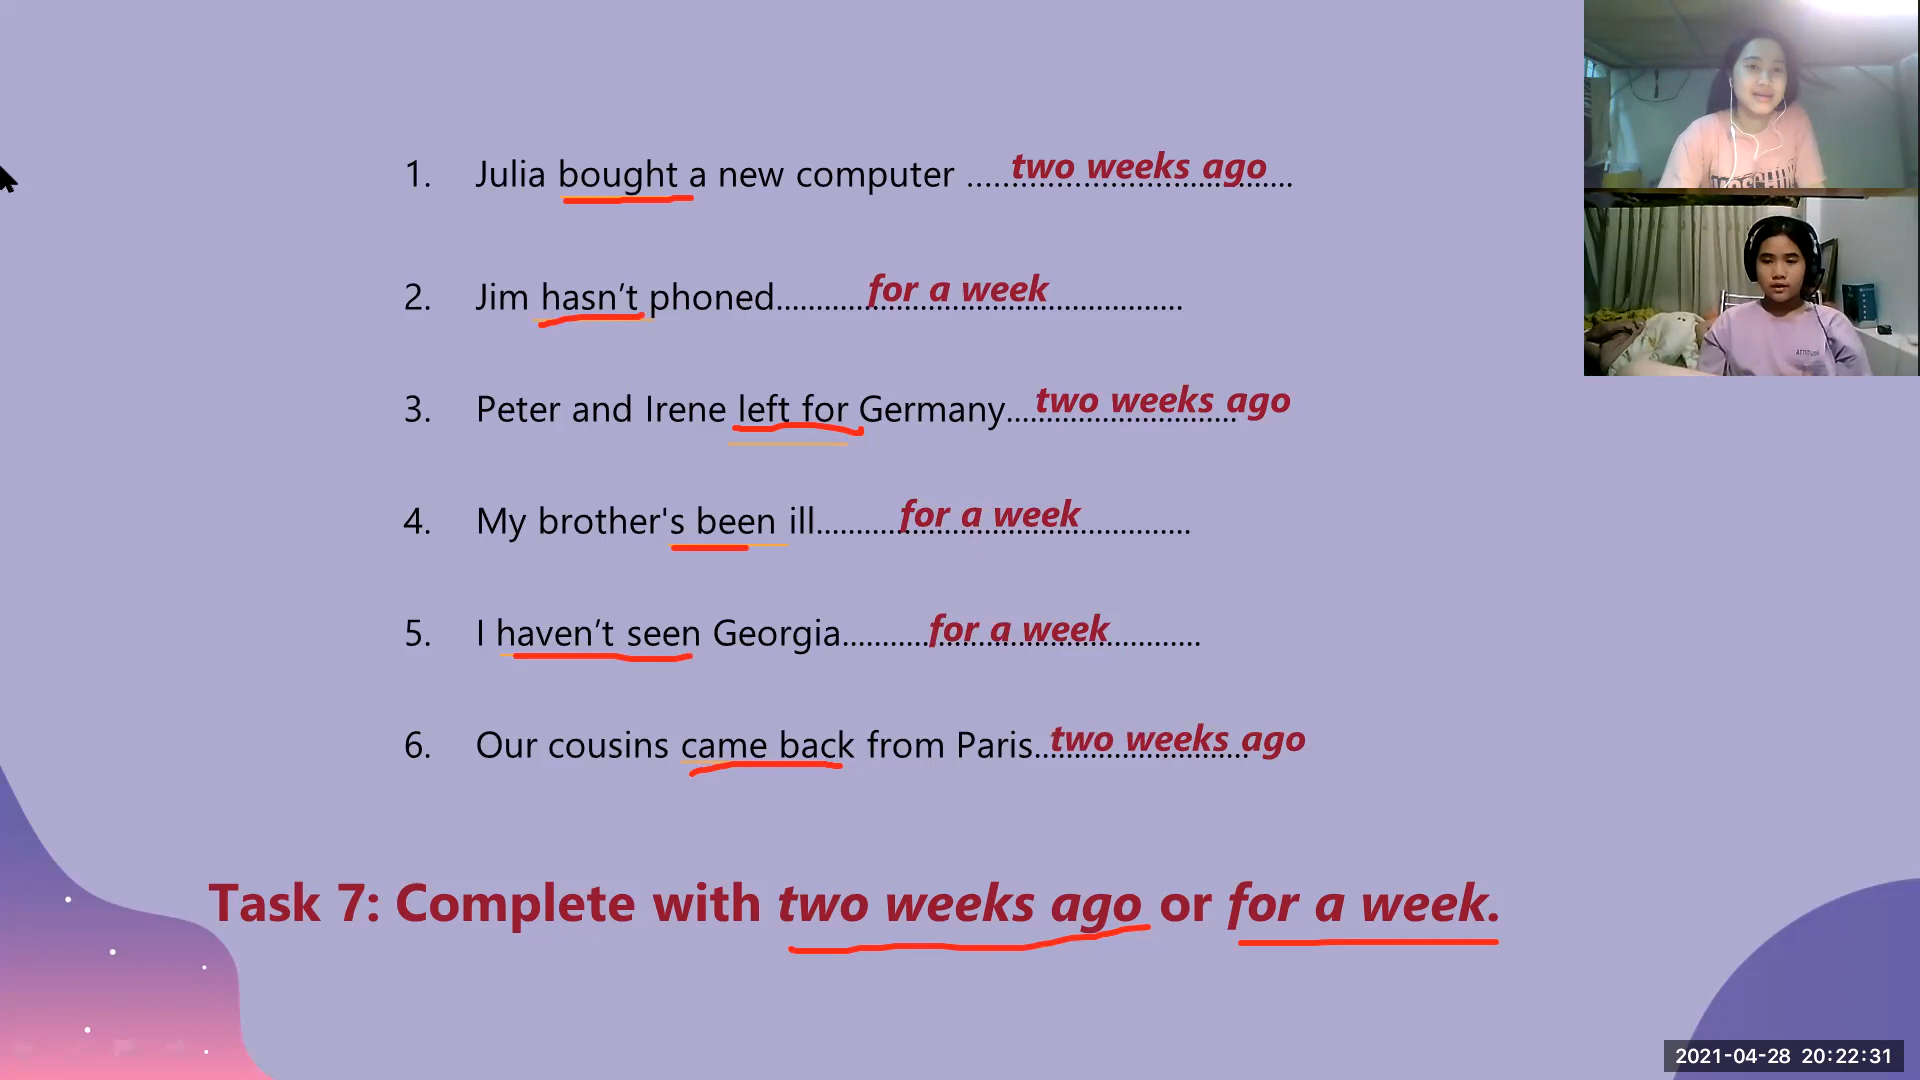 1. Julia bought a new computer .................................... two weeks ago
2. Jim hasn't phoned......................................... for a week
3. Peter and Irene left for Germany....................... two weeks ago
4. My brother's been ill...................................... for a week
5. I haven't seen Georgia.................................... for a week
6. Our cousins came back from Paris...................... two weeks ago
Task 7: Complete with two weeks ago or for a week.
2021-04-28 20:22:31